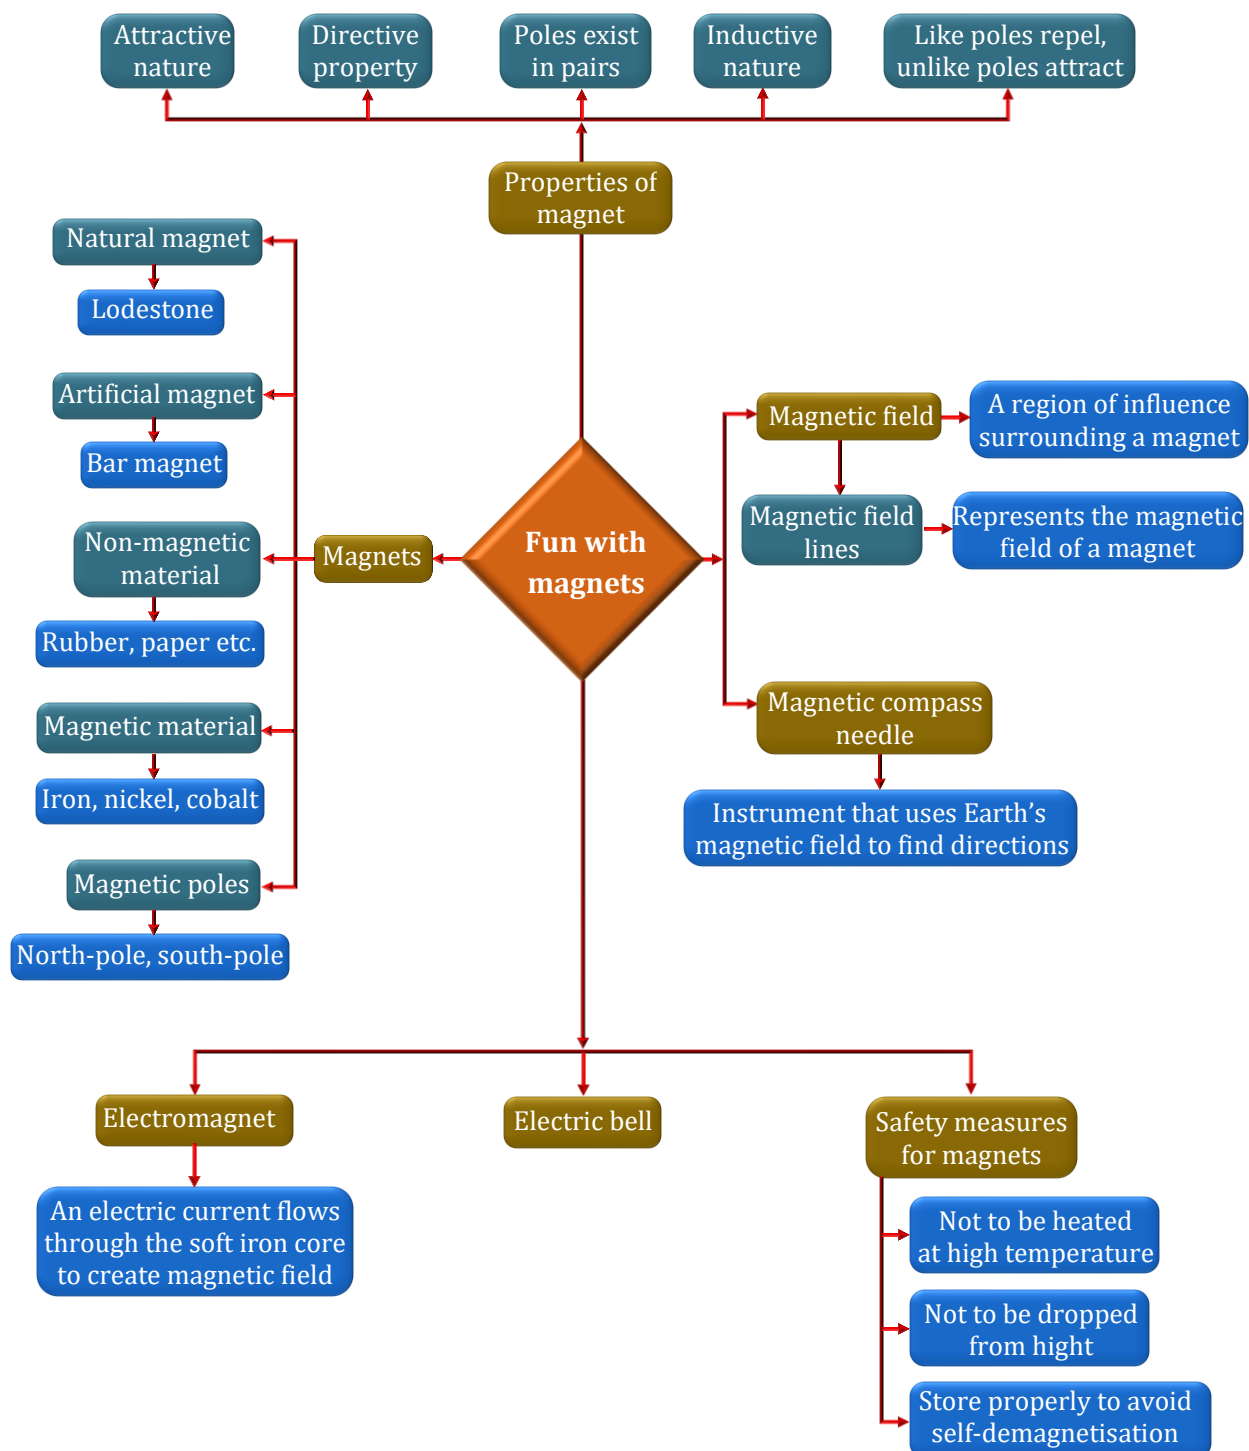 Attractive
nature
Directive
property
Poles exist
in pairs
Inductive
nature
Like poles repel,
unlike poles attract
Properties of
magnet
Natural magnet
Lodestone
Artificial magnet
Bar magnet
Non-magnetic
material
Rubber, paper etc.
Magnetic material
Iron, nickel, cobalt
Magnetic poles
North-pole, south-pole
Magnets
Fun with
magnets
Magnetic field
A region of influence
surrounding a magnet
Magnetic field
lines
Represents the magnetic
field of a magnet
Magnetic compass
needle
Instrument that uses Earth’s
magnetic field to find directions
Electromagnet
An electric current flows
through the soft iron core
to create magnetic field
Electric bell
Safety measures
for magnets
Not to be heated
at high temperature
Not to be dropped
from hight
Store properly to avoid
self-demagnetisation